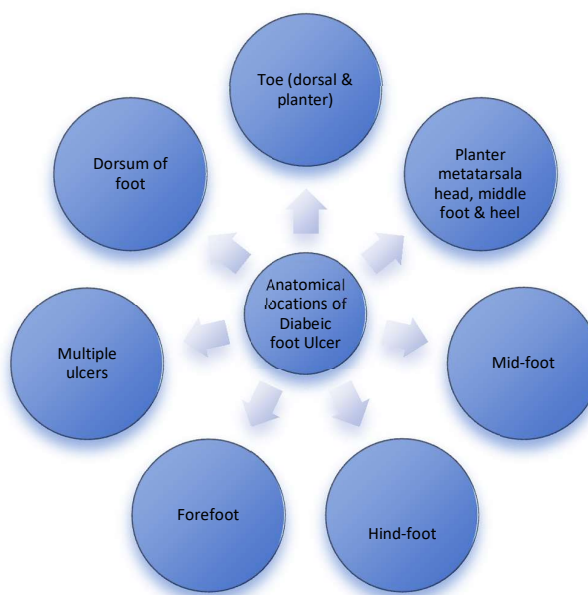 Toe (dorsal &
planter)
Planter
metatarsala
head, middle
foot & heel
Mid-foot
Hind-foot
Forefoot
Multiple
ulcers
Dorsum of
foot
Anatomical
locations of
Diabeic
foot Ulcer